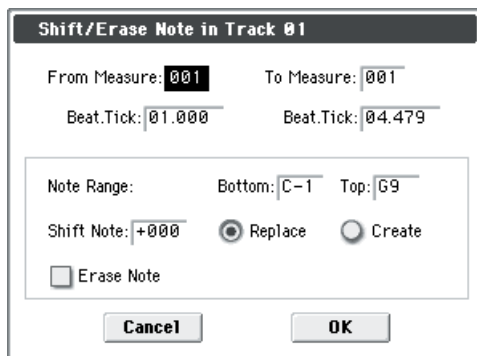 Shift/Erase Note in Track 01
From Measure: 001 To Measure: 001
Beat.Tick: 01.000 Beat.Tick: 04.479
Note Range: Bottom: C-1 Top: G9
Shift Note: +000 Replace Create
Erase Note
Cancel OK